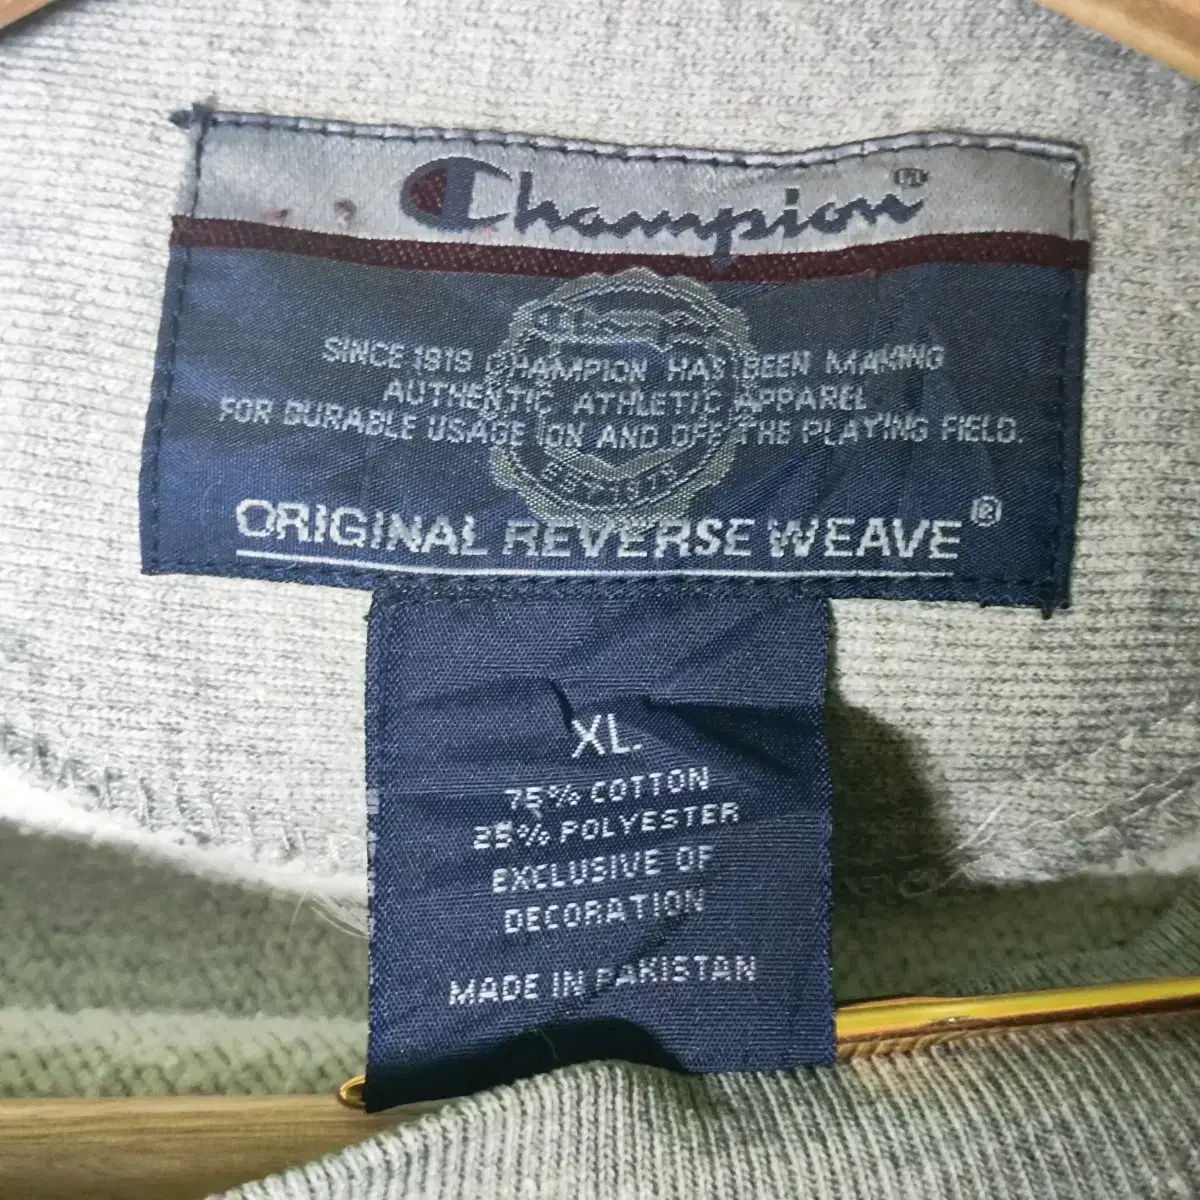 Champion®
SINCE 1919 CHAMPION HAS BEEN MAKING
AUTHENTIC ATHLETIC APPAREL
FOR DURABLE USAGE ON AND OFF THE PLAYING FIELD.
ORIGINAL REVERSE WEAVE®
XL.
75% COTTON
25% POLYESTER
EXCLUSIVE OF
DECORATION
MADE IN PAKISTAN